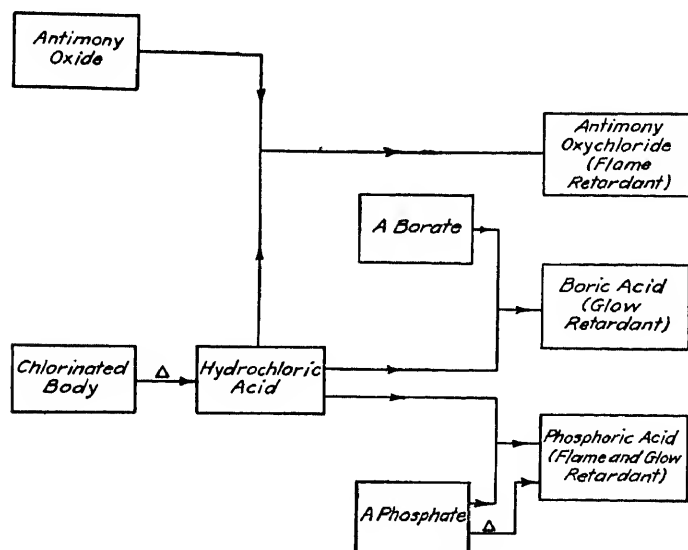 Antimony
Oxide
Antimony
Oxychloride
(Flame
Retardant)
A Borate
Boric Acid
(Glow
Retardant)
Chlorinated
Body
Δ
Hydrochloric
Acid
Phosphoric Acid
(Flame and Glow
Retardant)
A Phosphate
Δ